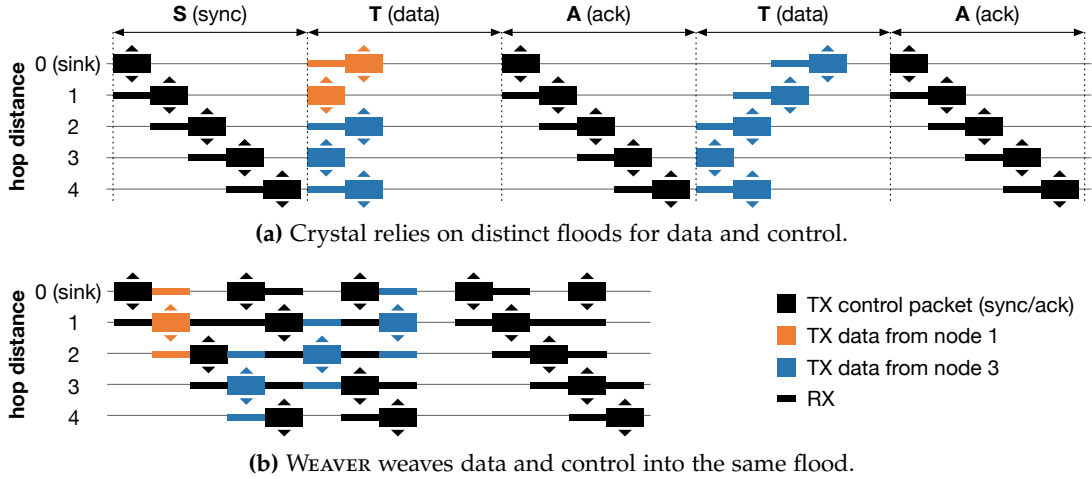 S (sync) T (data) A (ack) T (data) A (ack)
hop distance
0 (sink)
1
2
3
4
(a) Crystal relies on distinct floods for data and control.
hop distance
0 (sink)
1
2
3
4
TX control packet (sync/ack)
TX data from node 1
TX data from node 3
RX
(b) WEAVER weaves data and control into the same flood.